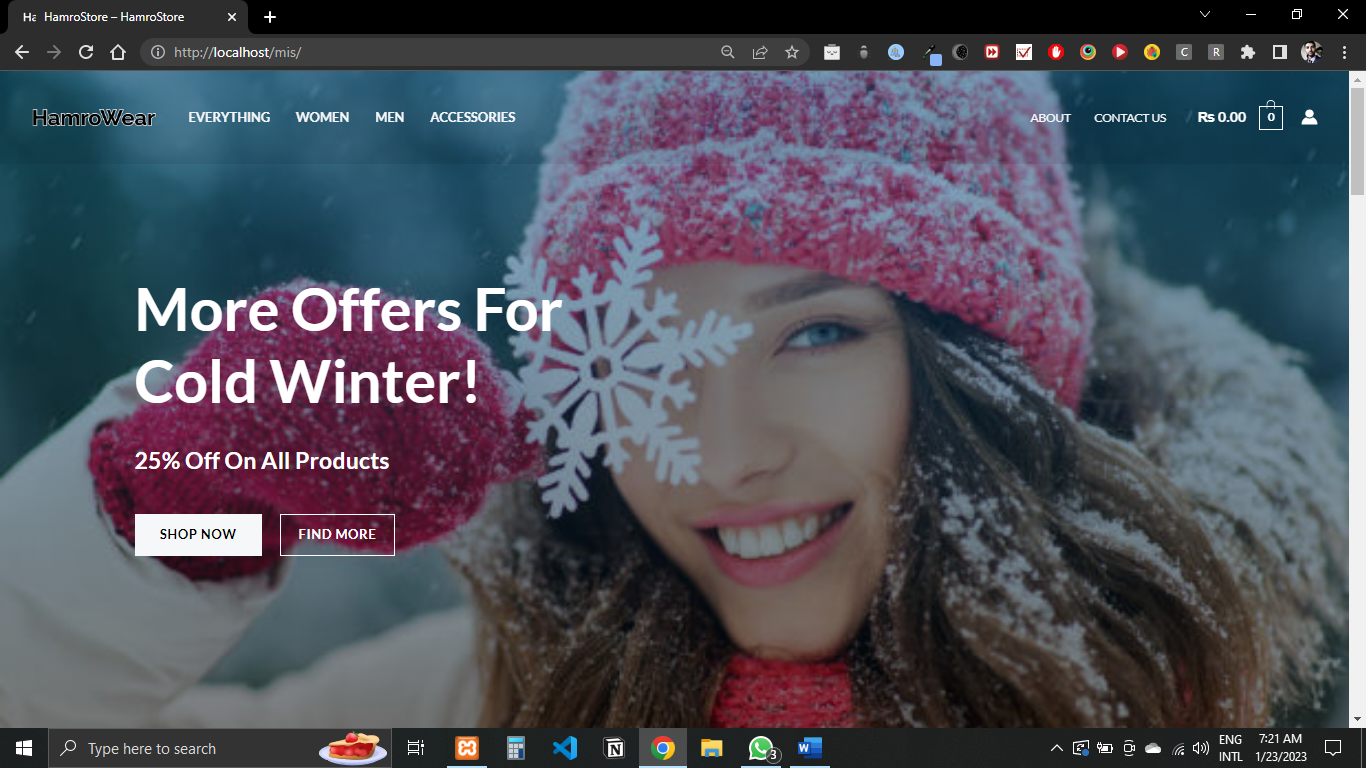 HamroStore – HamroStore
http://localhost/mis/
HamroWear EVERYTHING WOMEN MEN ACCESSORIES ABOUT CONTACT US / Rs 0.00 0
More Offers For
Cold Winter!
25% Off On All Products
SHOP NOW FIND MORE
Type here to search
3
ENG 7:21 AM
INTL 1/23/2023